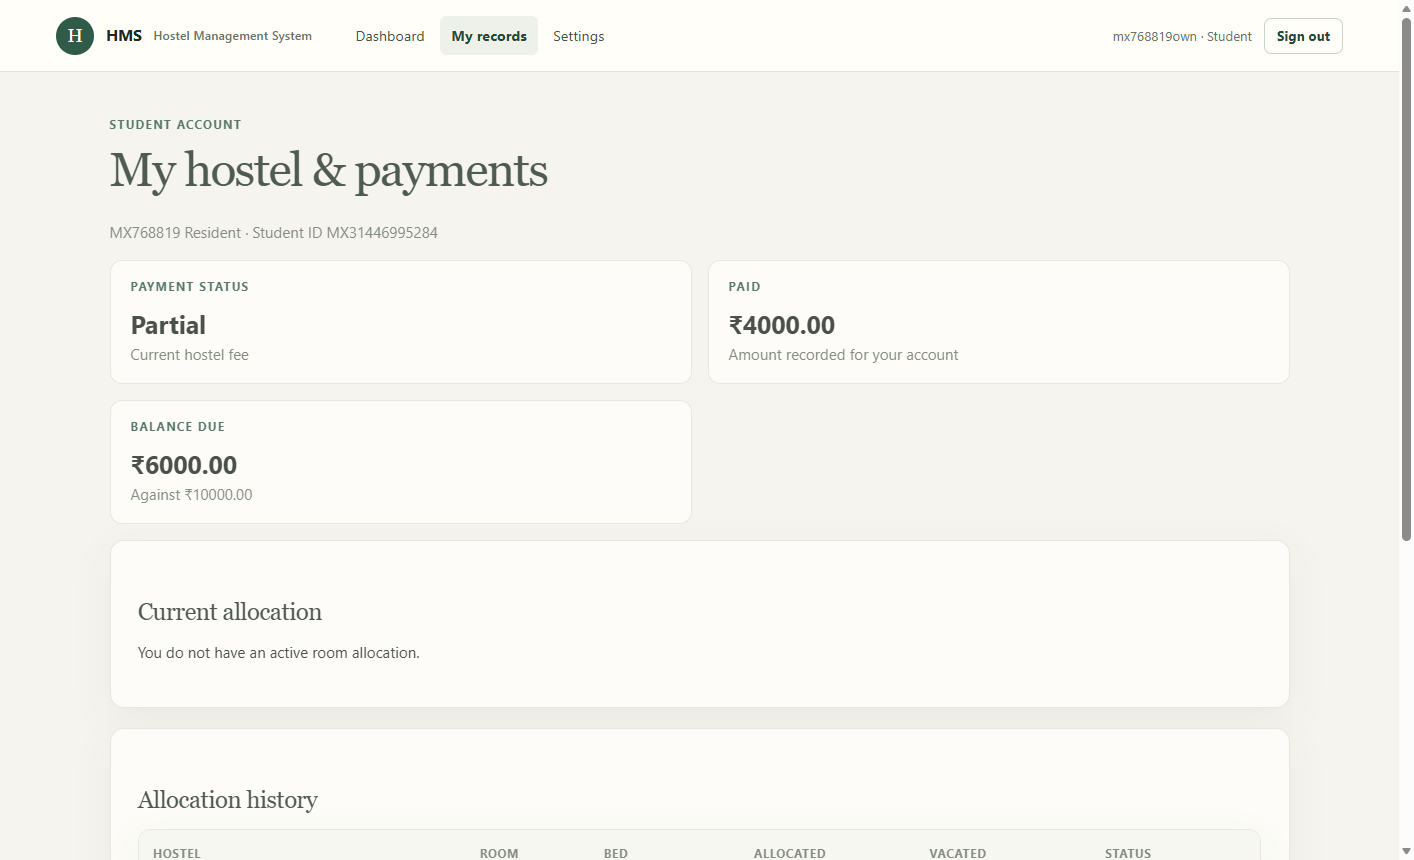 H HMS Hostel Management System Dashboard My records Settings mx768819own · Student Sign out
STUDENT ACCOUNT
My hostel & payments
MX768819 Resident · Student ID MX31446995284
PAYMENT STATUS
Partial
Current hostel fee
PAID
₹4000.00
Amount recorded for your account
BALANCE DUE
₹6000.00
Against ₹10000.00
Current allocation
You do not have an active room allocation.
Allocation history
HOSTEL ROOM BED ALLOCATED VACATED STATUS